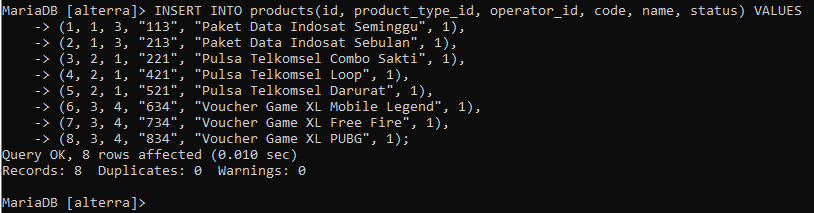 MariaDB [alterra]> INSERT INTO products(id, product_type_id, operator_id, code, name, status) VALUES
    -> (1, 1, 3, "113", "Paket Data Indosat Seminggu", 1),
    -> (2, 1, 3, "213", "Paket Data Indosat Sebulan", 1),
    -> (3, 2, 1, "221", "Pulsa Telkomsel Combo Sakti", 1),
    -> (4, 2, 1, "421", "Pulsa Telkomsel Loop", 1),
    -> (5, 2, 1, "521", "Pulsa Telkomsel Darurat", 1),
    -> (6, 3, 4, "634", "Voucher Game XL Mobile Legend", 1),
    -> (7, 3, 4, "734", "Voucher Game XL Free Fire", 1),
    -> (8, 3, 4, "834", "Voucher Game XL PUBG", 1);
Query OK, 8 rows affected (0.010 sec)
Records: 8  Duplicates: 0  Warnings: 0
MariaDB [alterra]>